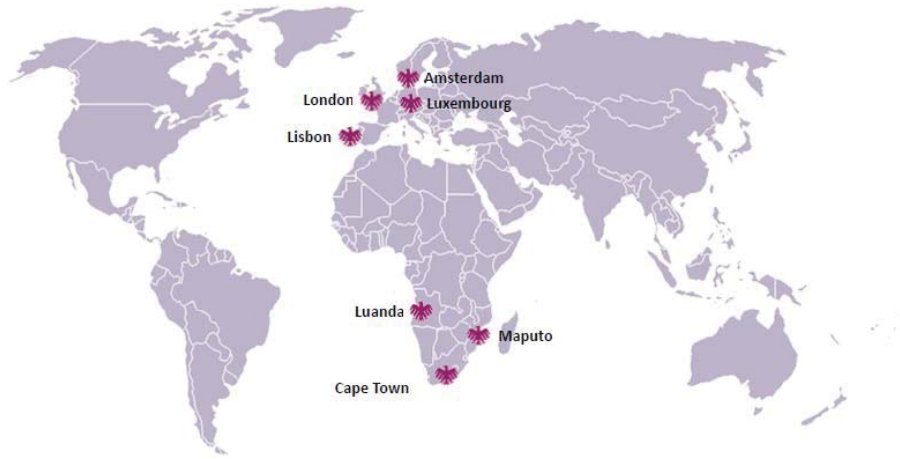 Amsterdam
London
Luxembourg
Lisbon
Luanda
Maputo
Cape Town